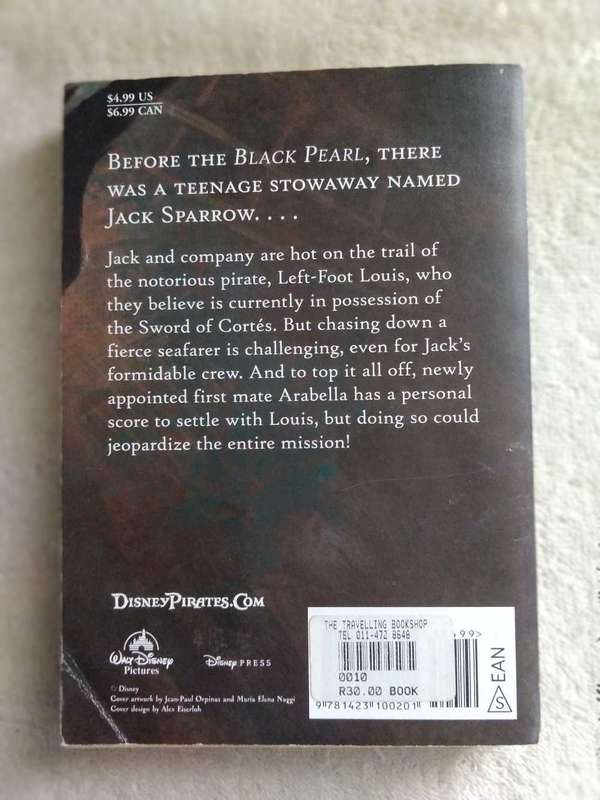 $4.99 US
$6.99 CAN
BEFORE THE BLACK PEARL, THERE
WAS A TEENAGE STOWAWAY NAMED
JACK SPARROW. . . .
Jack and company are hot on the trail of
the notorious pirate, Left-Foot Louis, who
they believe is currently in possession of
the Sword of Cortés. But chasing down a
fierce seafarer is challenging, even for Jack's
formidable crew. And to top it all off, newly
appointed first mate Arabella has a personal
score to settle with Louis, but doing so could
jeopardize the entire mission!
DISNEYPIRATES.COM
WALT DISNEY
Pictures
Disney PRESS
© Disney
Cover artwork by Jean-Paul Orpinas and Maria Elena Naggi
Cover design by Alex Eiserloh
THE TRAVELLING BOOKSHOP
TEL 011-472 8648
0010
R30.00 BOOK
499>
9 781423 100201
S EAN